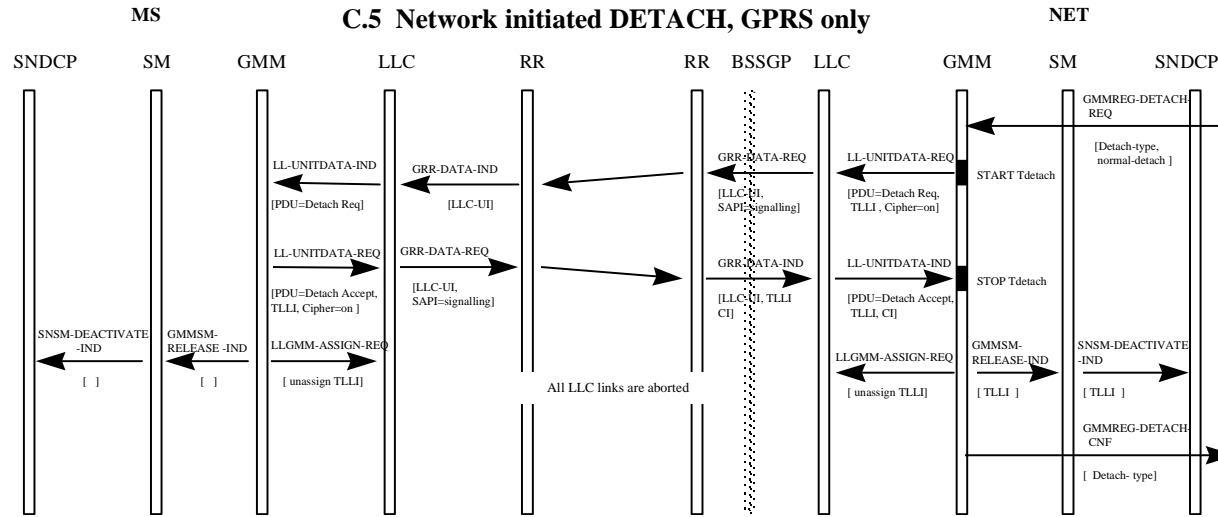 MS
C.5 Network initiated DETACH, GPRS only
NET
SNDCP SM GMM LLC RR RR BSSGP LLC GMM SM SNDCP
GMMREG-DETACH-
REQ
[Detach-type,
normal-detach ]
LL-UNITDATA-IND
GRR-DATA-IND
GRR-DATA-REQ
LL-UNITDATA-REQ
START Tdetach
[PDU=Detach Req]
[LLC-UI]
[LLC-UI,
SAPI=signalling]
[PDU=Detach Req,
TLLI , Cipher=on]
LL-UNITDATA-REQ
GRR-DATA-REQ
GRR-DATA-IND
LL-UNITDATA-IND
STOP Tdetach
[PDU=Detach Accept,
TLLI, Cipher=on ]
[LLC-UI,
SAPI=signalling]
[LLC-UI, TLLI
CI]
[PDU=Detach Accept,
TLLI, CI]
SNSM-DEACTIVATE
-IND
GMMSM-
RELEASE -IND
LLGMM-ASSIGN-REQ
LLGMM-ASSIGN-REQ
GMMSM-
RELEASE-IND
SNSM-DEACTIVATE
-IND
[ ]
[ ]
[ unassign TLLI]
All LLC links are aborted
[ unassign TLLI]
[ TLLI ]
[ TLLI ]
GMMREG-DETACH-
CNF
[ Detach- type]